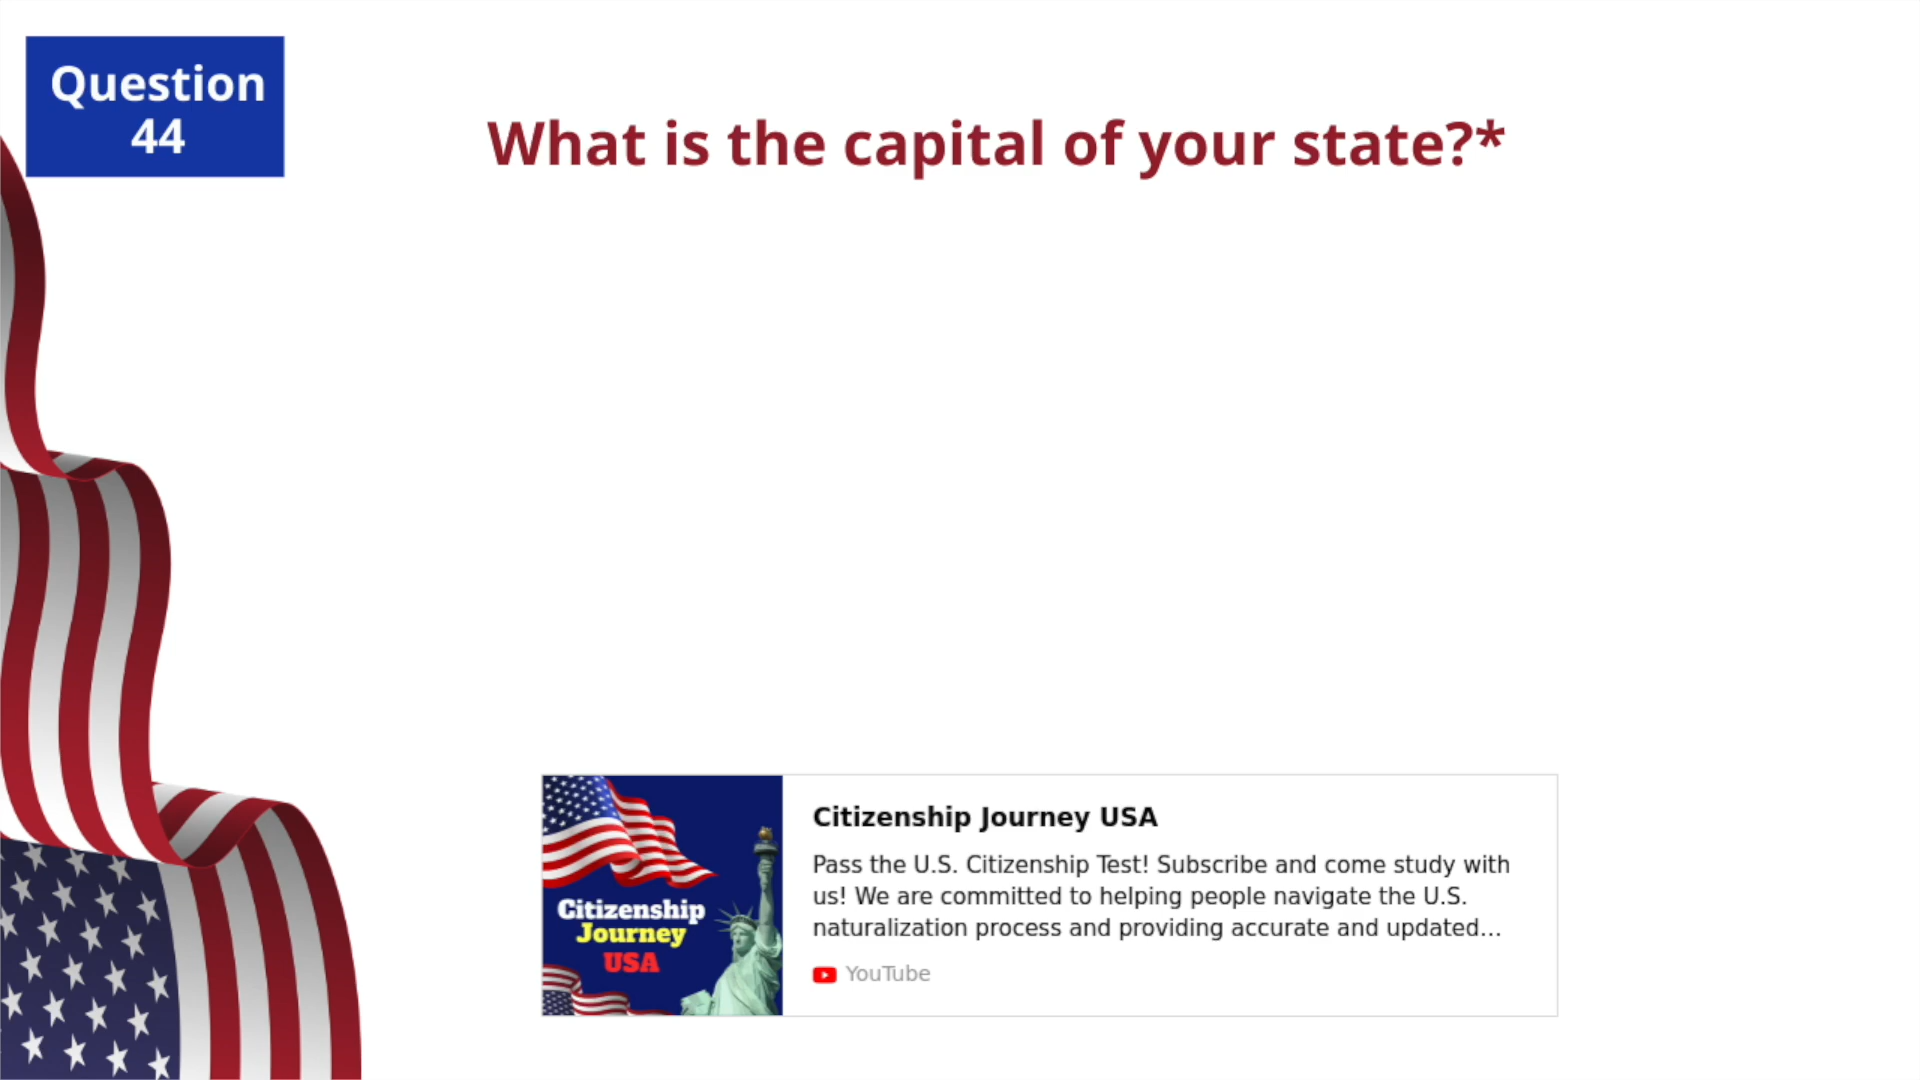 Question
44
What is the capital of your state?*
Citizenship
Journey
USA
Citizenship Journey USA
Pass the U.S. Citizenship Test! Subscribe and come study with
us! We are committed to helping people navigate the U.S.
naturalization process and providing accurate and updated...
YouTube